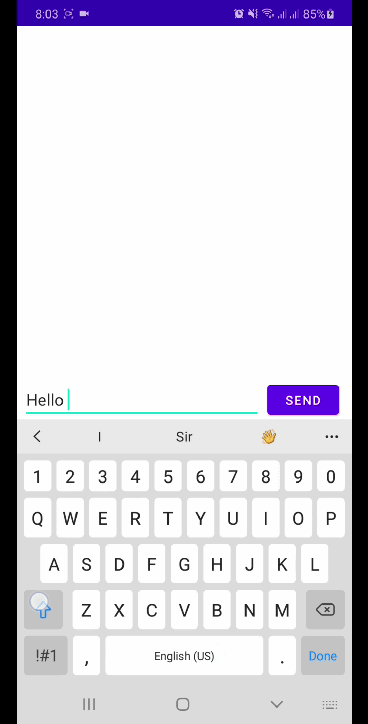 8:03 85%
Hello SEND
I Sir 👋 •••
1 2 3 4 5 6 7 8 9 0
Q W E R T Y U I O P
A S D F G H J K L
Z X C V B N M
!#1 , English (US) . Done